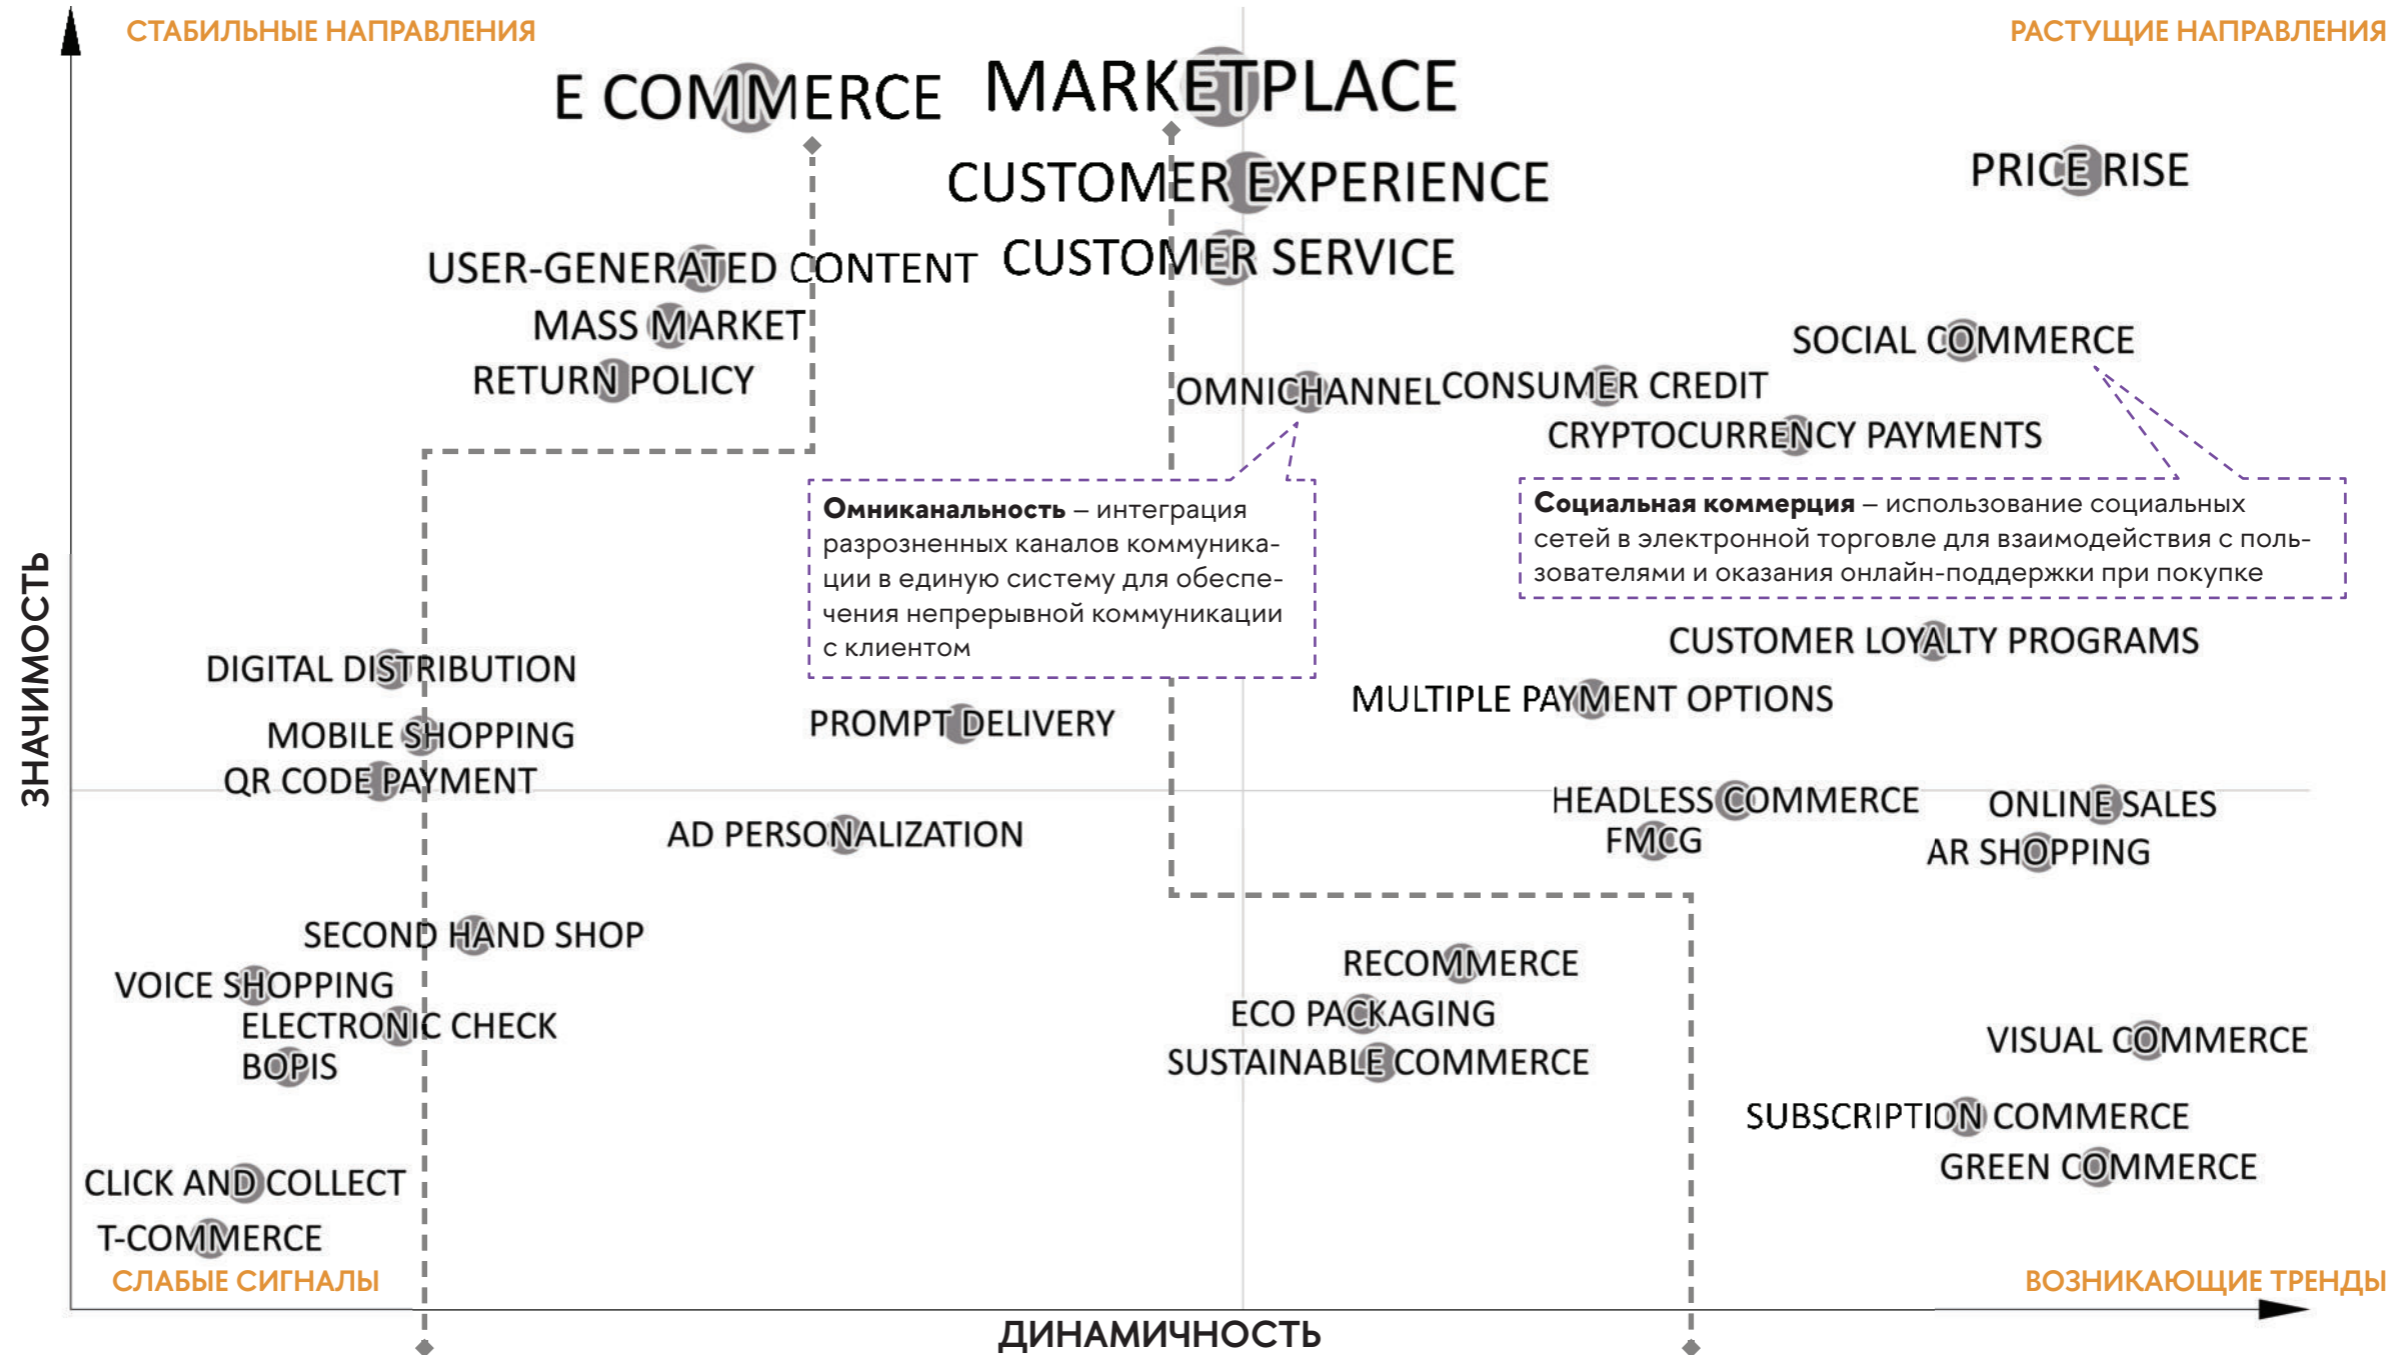 СТАБИЛЬНЫЕ НАПРАВЛЕНИЯ
РАСТУЩИЕ НАПРАВЛЕНИЯ
E COMMERCE
MARKETPLACE
PRICE RISE
CUSTOMER EXPERIENCE
USER-GENERATED CONTENT
CUSTOMER SERVICE
MASS MARKET
RETURN POLICY
SOCIAL COMMERCE
OMNICHANNEL
CONSUMER CREDIT
CRYPTOCURRENCY PAYMENTS
Омниканальность – интеграция
разрозненных каналов коммуника-
ции в единую систему для обеспе-
чения непрерывной коммуникации
с клиентом
Социальная коммерция – использование социальных
сетей в электронной торговле для взаимодействия с поль-
зователями и оказания онлайн-поддержки при покупке
ЗНАЧИМОСТЬ
DIGITAL DISTRIBUTION
MOBILE SHOPPING
QR CODE PAYMENT
PROMPT DELIVERY
CUSTOMER LOYALTY PROGRAMS
MULTIPLE PAYMENT OPTIONS
AD PERSONALIZATION
HEADLESS COMMERCE
FMCG
ONLINE SALES
AR SHOPPING
SECOND HAND SHOP
VOICE SHOPPING
ELECTRONIC CHECK
BOPIS
RECOMMERCE
ECO PACKAGING
SUSTAINABLE COMMERCE
VISUAL COMMERCE
SUBSCRIPTION COMMERCE
GREEN COMMERCE
CLICK AND COLLECT
T-COMMERCE
СЛАБЫЕ СИГНАЛЫ
ВОЗНИКАЮЩИЕ ТРЕНДЫ
ДИНАМИЧНОСТЬ